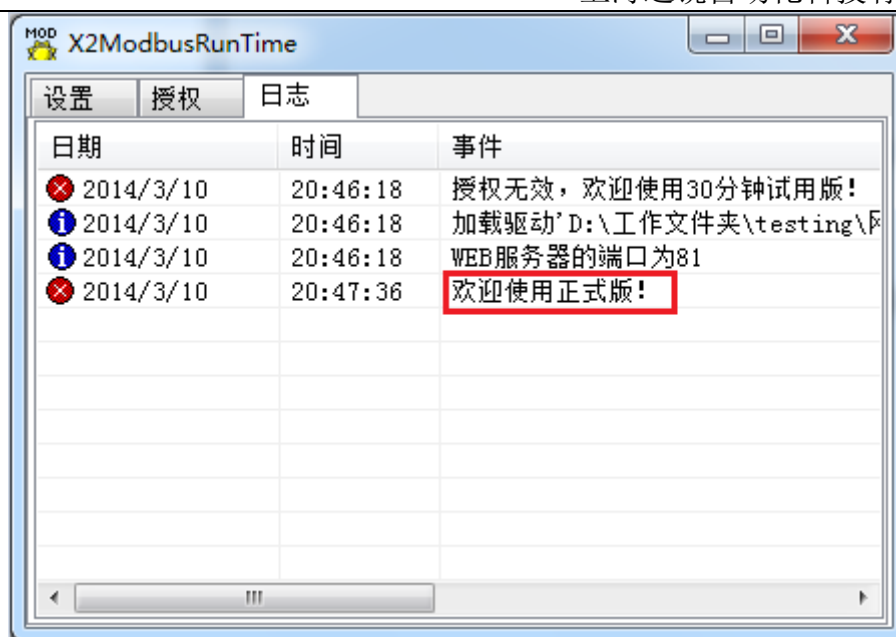 MOD X2ModbusRunTime
设置 授权 日志
日期 时间 事件
2014/3/10 20:46:18 授权无效，欢迎使用30分钟试用版！
2014/3/10 20:46:18 加载驱动'D:\工作文件夹\testing\
2014/3/10 20:46:18 WEB服务器的端口为81
2014/3/10 20:47:36 欢迎使用正式版！